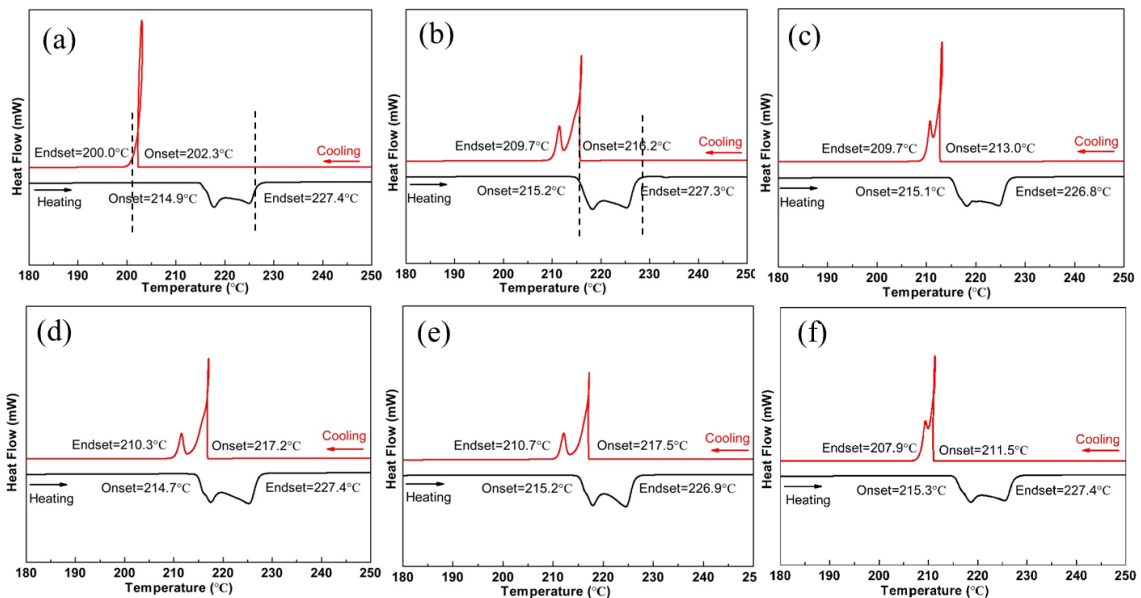 (a)
Heat Flow (mW)
Endset=200.0℃
Onset=202.3℃
Cooling
Heating
Onset=214.9℃
Endset=227.4℃
180 190 200 210 220 230 240 250
Temperature (℃)
(b)
Heat Flow (mW)
Endset=209.7℃
Onset=216.2℃
Cooling
Heating
Onset=215.2℃
Endset=227.3℃
180 190 200 210 220 230 240 250
Temperature (℃)
(c)
Heat Flow (mW)
Endset=209.7℃
Onset=213.0℃
Cooling
Heating
Onset=215.1℃
Endset=226.8℃
180 190 200 210 220 230 240 250
Temperature (℃)
(d)
Heat Flow (mW)
Endset=210.3℃
Onset=217.2℃
Cooling
Heating
Onset=214.7℃
Endset=227.4℃
180 190 200 210 220 230 240 250
Temperature (℃)
(e)
Heat Flow (mW)
Endset=210.7℃
Onset=217.5℃
Cooling
Heating
Onset=215.2℃
Endset=226.9℃
180 190 200 210 220 230 240 250
Temperature (℃)
(f)
Heat Flow (mW)
Endset=207.9℃
Onset=211.5℃
Cooling
Heating
Onset=215.3℃
Endset=227.4℃
180 190 200 210 220 230 240 250
Temperature (℃)